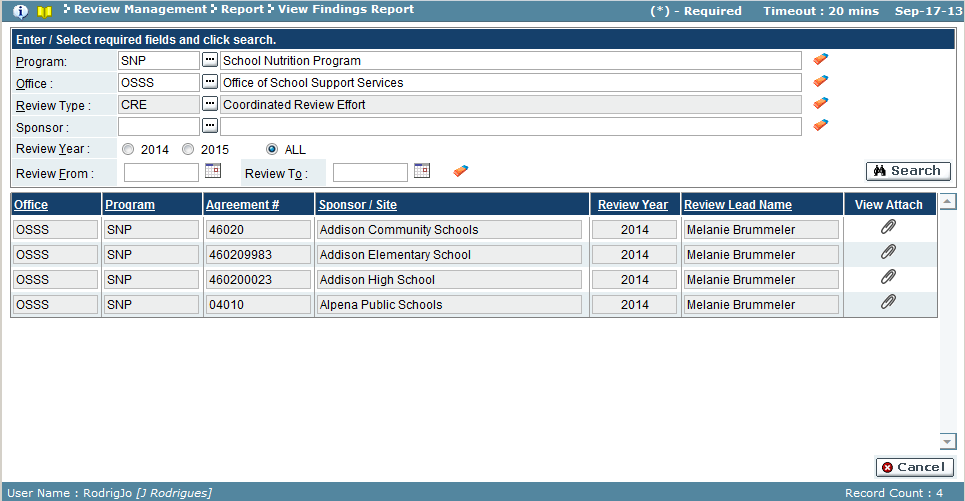 Review Management Report View Findings Report (*) - Required Timeout : 20 mins Sep-17-13
Enter / Select required fields and click search.
Program: SNP ... School Nutrition Program
Office : OSSS ... Office of School Support Services
Review Type : CRE ... Coordinated Review Effort
Sponsor : ...
Review Year : 2014 2015 ALL
Review From : Review To : Search
Office Program Agreement # Sponsor / Site Review Year Review Lead Name View Attach
OSSS SNP 46020 Addison Community Schools 2014 Melanie Brummeler
OSSS SNP 460209983 Addison Elementary School 2014 Melanie Brummeler
OSSS SNP 460200023 Addison High School 2014 Melanie Brummeler
OSSS SNP 04010 Alpena Public Schools 2014 Melanie Brummeler
Cancel
User Name : RodrigJo [J Rodrigues] Record Count : 4